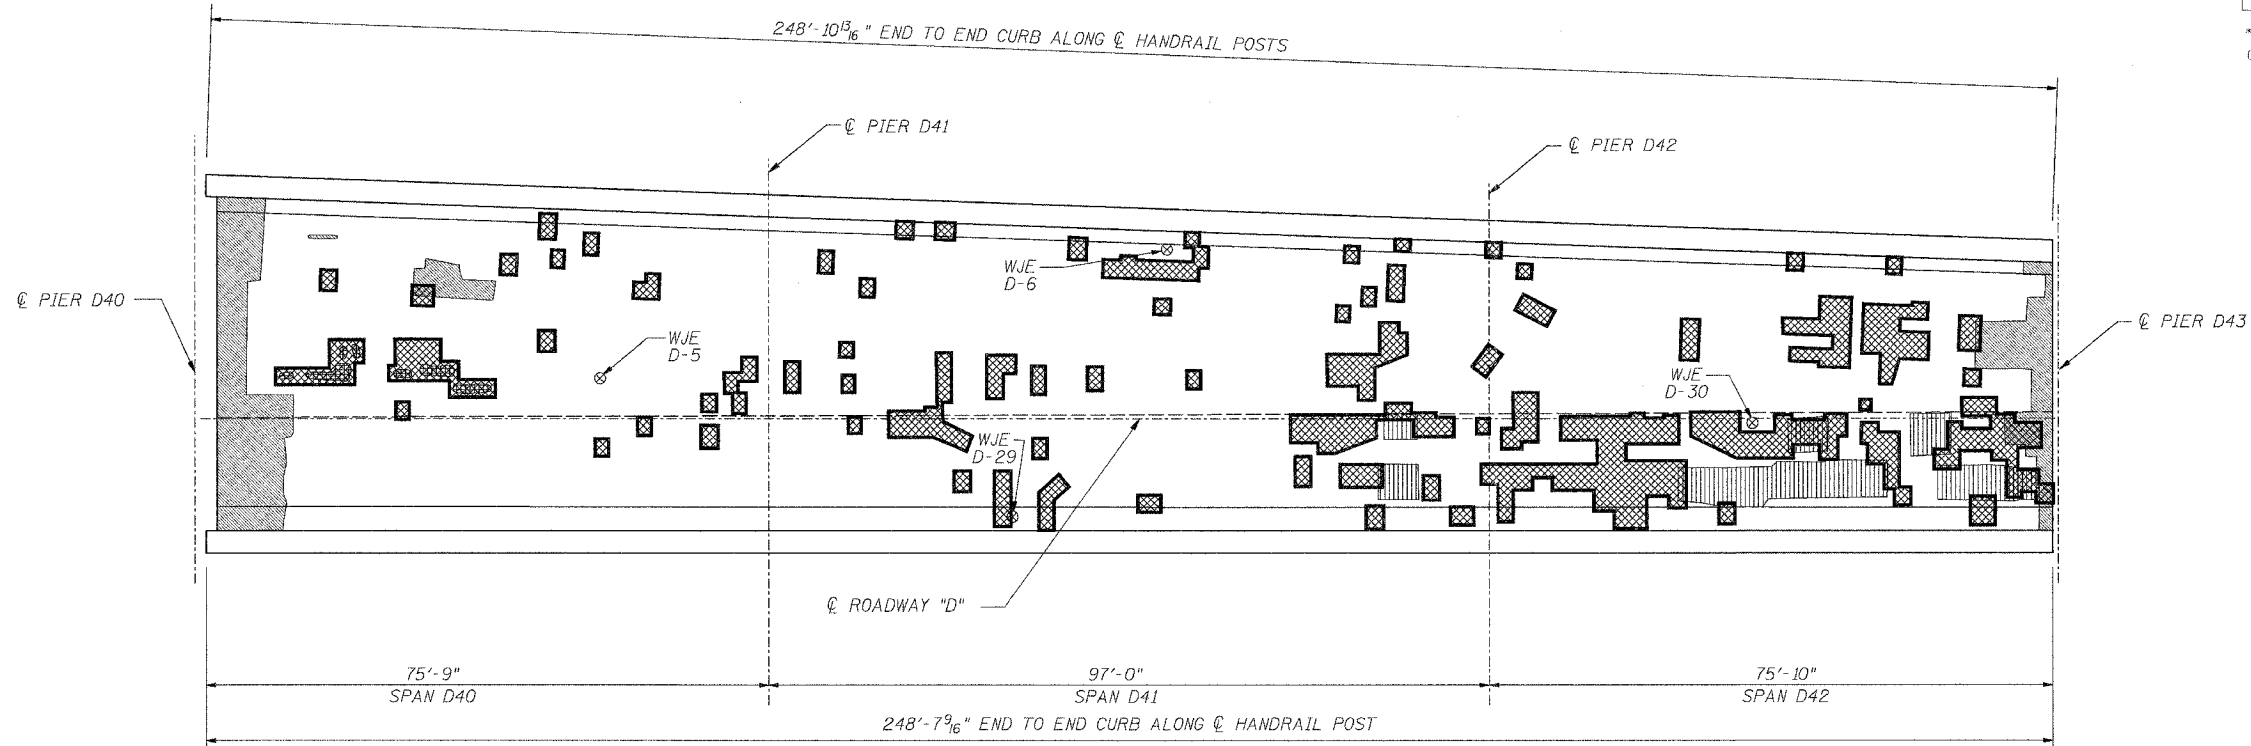 248'-10 13/16" END TO END CURB ALONG ℄ HANDRAIL POSTS
℄ PIER D41
℄ PIER D42
WJE
D-6
℄ PIER D40
℄ PIER D43
WJE
D-5
WJE
D-30
WJE
D-29
℄ ROADWAY "D"
75'-9"
SPAN D40
97'-0"
SPAN D41
75'-10"
SPAN D42
248'-7 9/16" END TO END CURB ALONG ℄ HANDRAIL POST